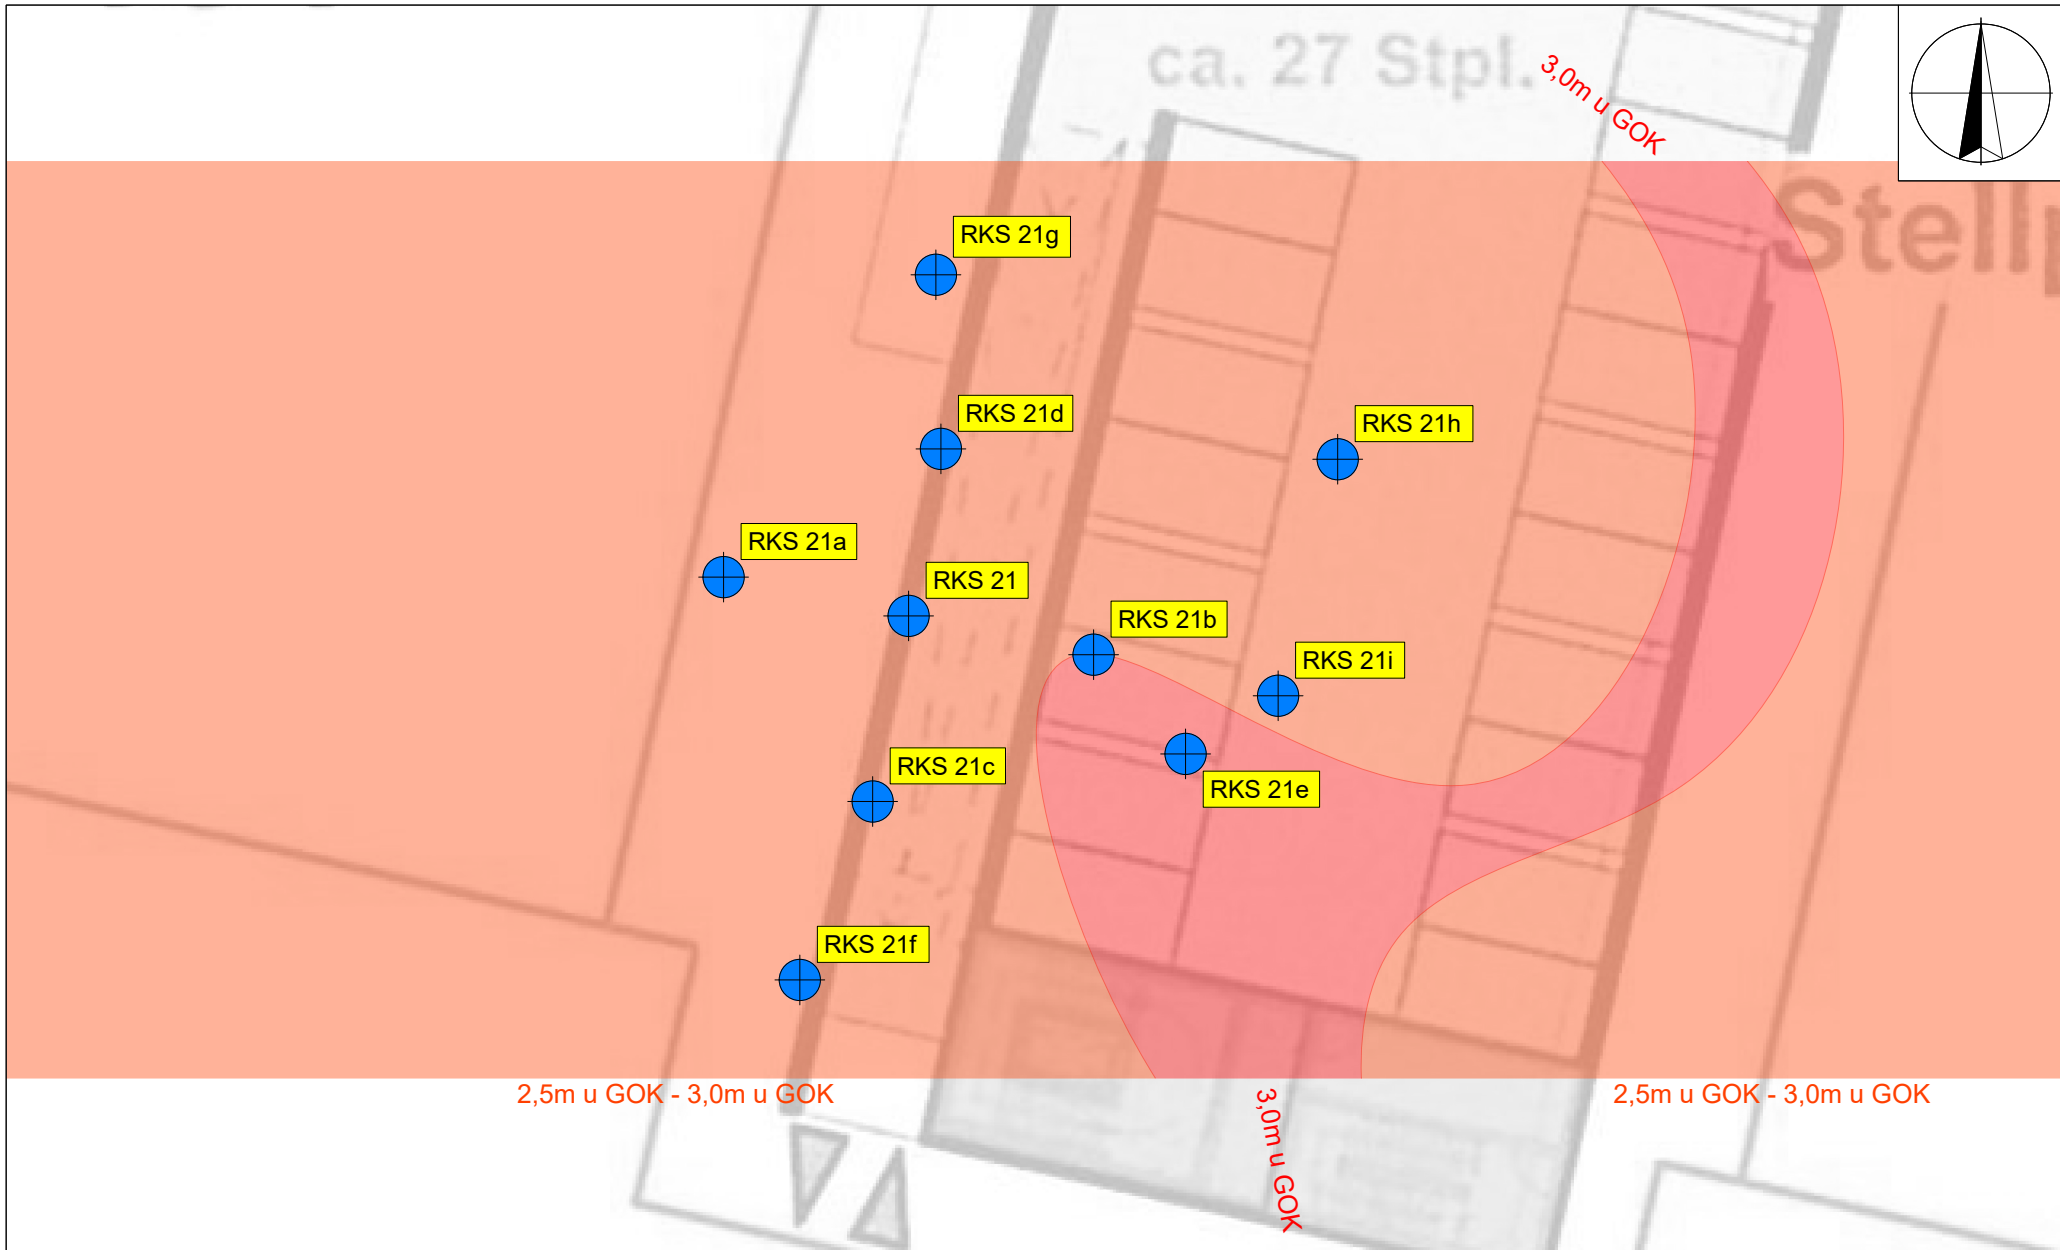 ca. 27 Stpl.
3,0m u GOK
Stellp
RKS 21g
RKS 21d
RKS 21h
RKS 21a
RKS 21
RKS 21b
RKS 21i
RKS 21c
RKS 21e
RKS 21f
2,5m u GOK - 3,0m u GOK
3,0m u GOK
2,5m u GOK - 3,0m u GOK